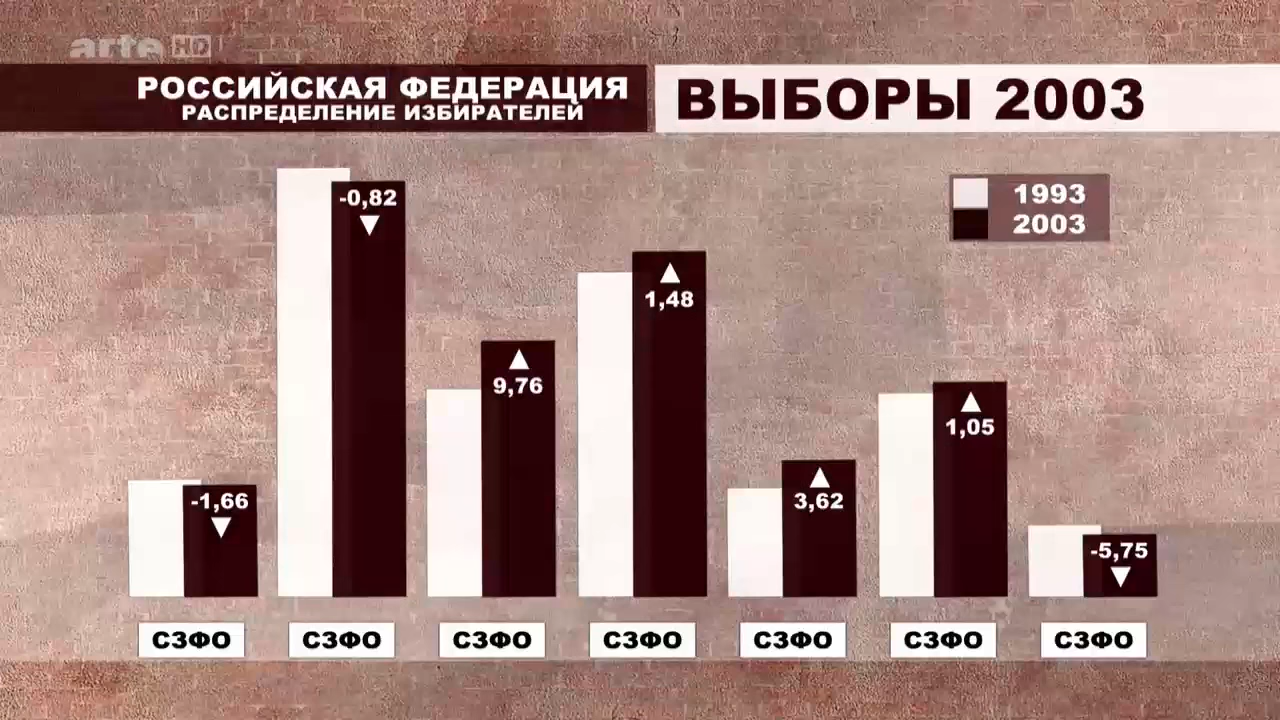 arte HD
РОССИЙСКАЯ ФЕДЕРАЦИЯ
РАСПРЕДЕЛЕНИЕ ИЗБИРАТЕЛЕЙ
ВЫБОРЫ 2003
1993
2003
-1,66
-0,82
9,76
1,48
3,62
1,05
-5,75
СЗФО СЗФО СЗФО СЗФО СЗФО СЗФО СЗФО